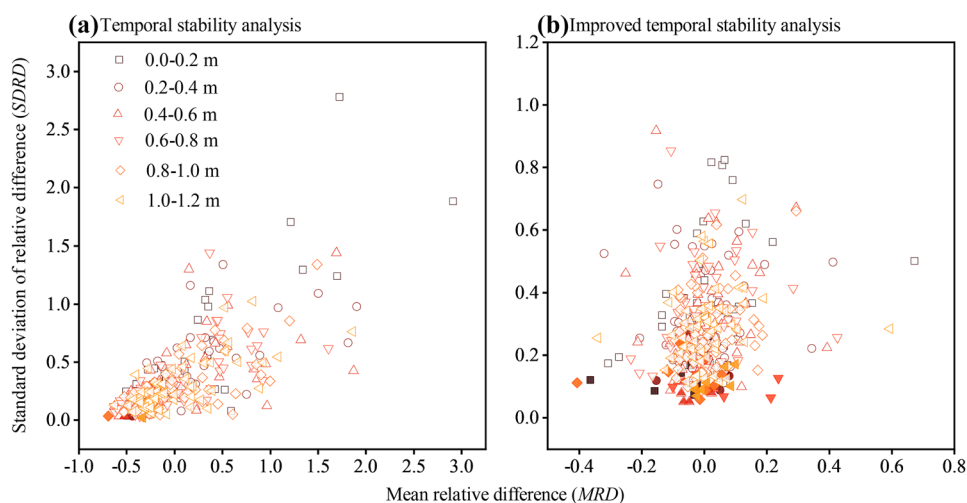 (a) Temporal stability analysis
(b) Improved temporal stability analysis
Standard deviation of relative difference (SDRD)
3.0
2.5
2.0
1.5
1.0
0.5
0.0
0.0-0.2 m
0.2-0.4 m
0.4-0.6 m
0.6-0.8 m
0.8-1.0 m
1.0-1.2 m
-1.0 -0.5 0.0 0.5 1.0 1.5 2.0 2.5 3.0
1.2
1.0
0.8
0.6
0.4
0.2
0.0
-0.4 -0.2 0.0 0.2 0.4 0.6 0.8
Mean relative difference (MRD)